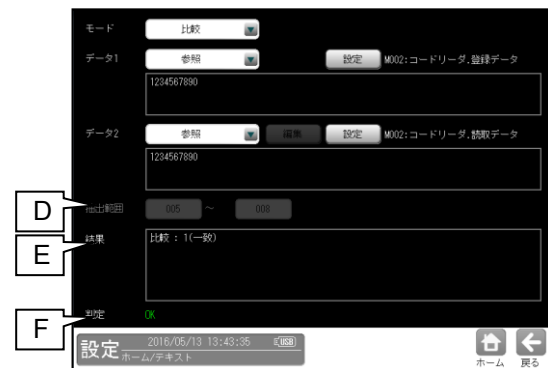 モード 比較
データ1 参照 設定 M002:コードリーダ.登録データ
1234567890
データ2 参照 編集 設定 M002:コードリーダ.読取データ
1234567890
D 抽出範囲 005 ～ 008
E 結果 比較 : 1(一致)
F 判定 OK
設定 2016/05/13 13:43:35 USB
ホーム/テキスト
ホーム 戻る